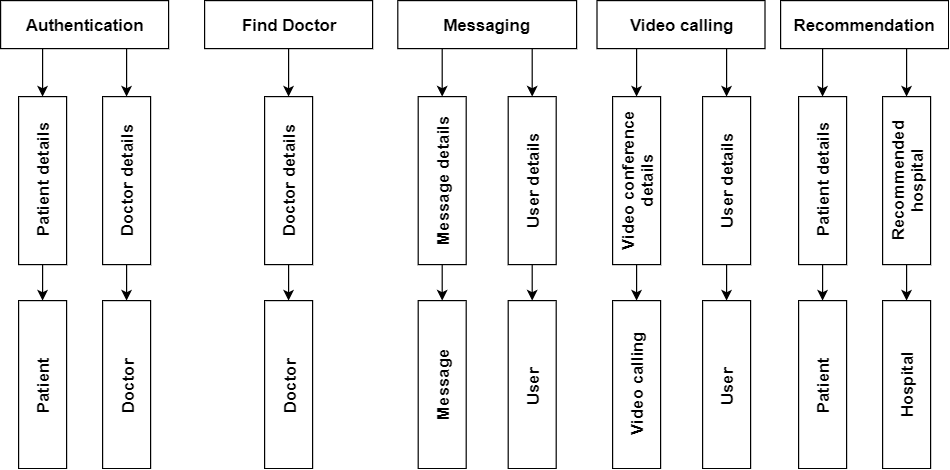 Authentication
Find Doctor
Messaging
Video calling
Recommendation
Patient details
Doctor details
Doctor details
Message details
User details
Video conference
details
User details
Patient details
Recommended
hospital
Patient
Doctor
Doctor
Message
User
Video calling
User
Patient
Hospital